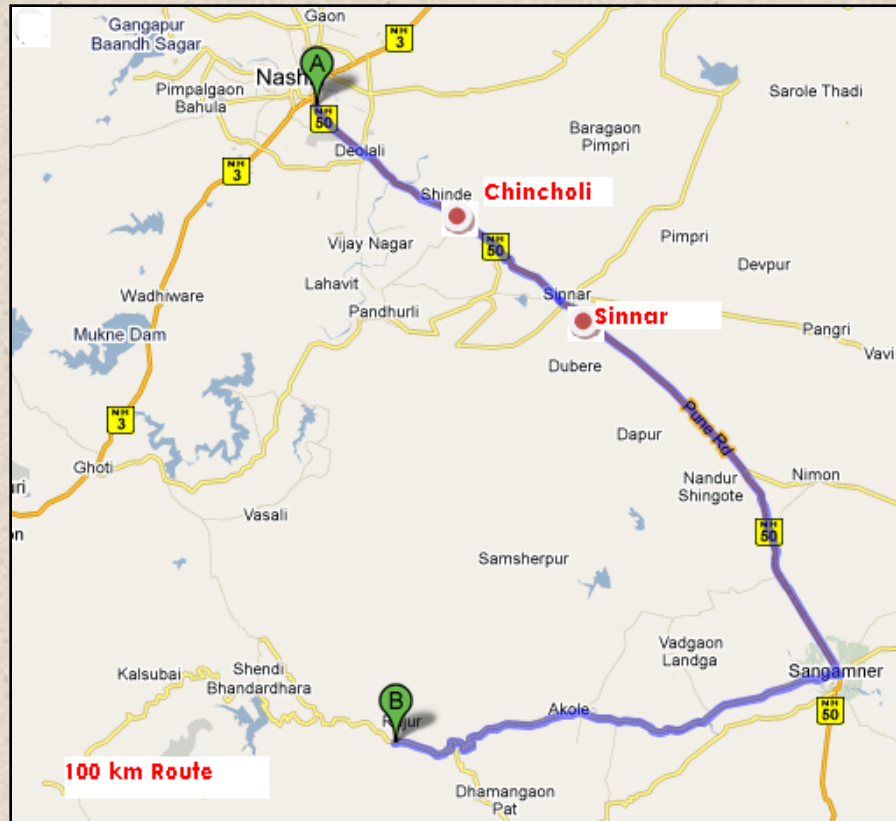 Gaon
Gangapur
Baandh Sagar
NH
3
Nashi
A
Pimpalgaon
Bahula
NH
50
Sarole Thadi
Baragaon
Pimpri
Deolali
NH
3
Shinde
Chincholi
Vijay Nagar
NH
50
Pimpri
Devpur
Lahavit
Wadhiware
Sinnar
Pandhurli
Sinnar
Mukne Dam
Pangri
Vavi
Dubere
NH
3
Pune Rd
Dapur
Ghoti
Nandur
Shingote
Nimon
uri
Vasali
NH
50
on
Samsherpur
Vadgaon
Landga
Kalsubai
Shendi
Bhandardhara
Sangamner
B
Akole
NH
50
100 km Route
Dhamangaon
Pat